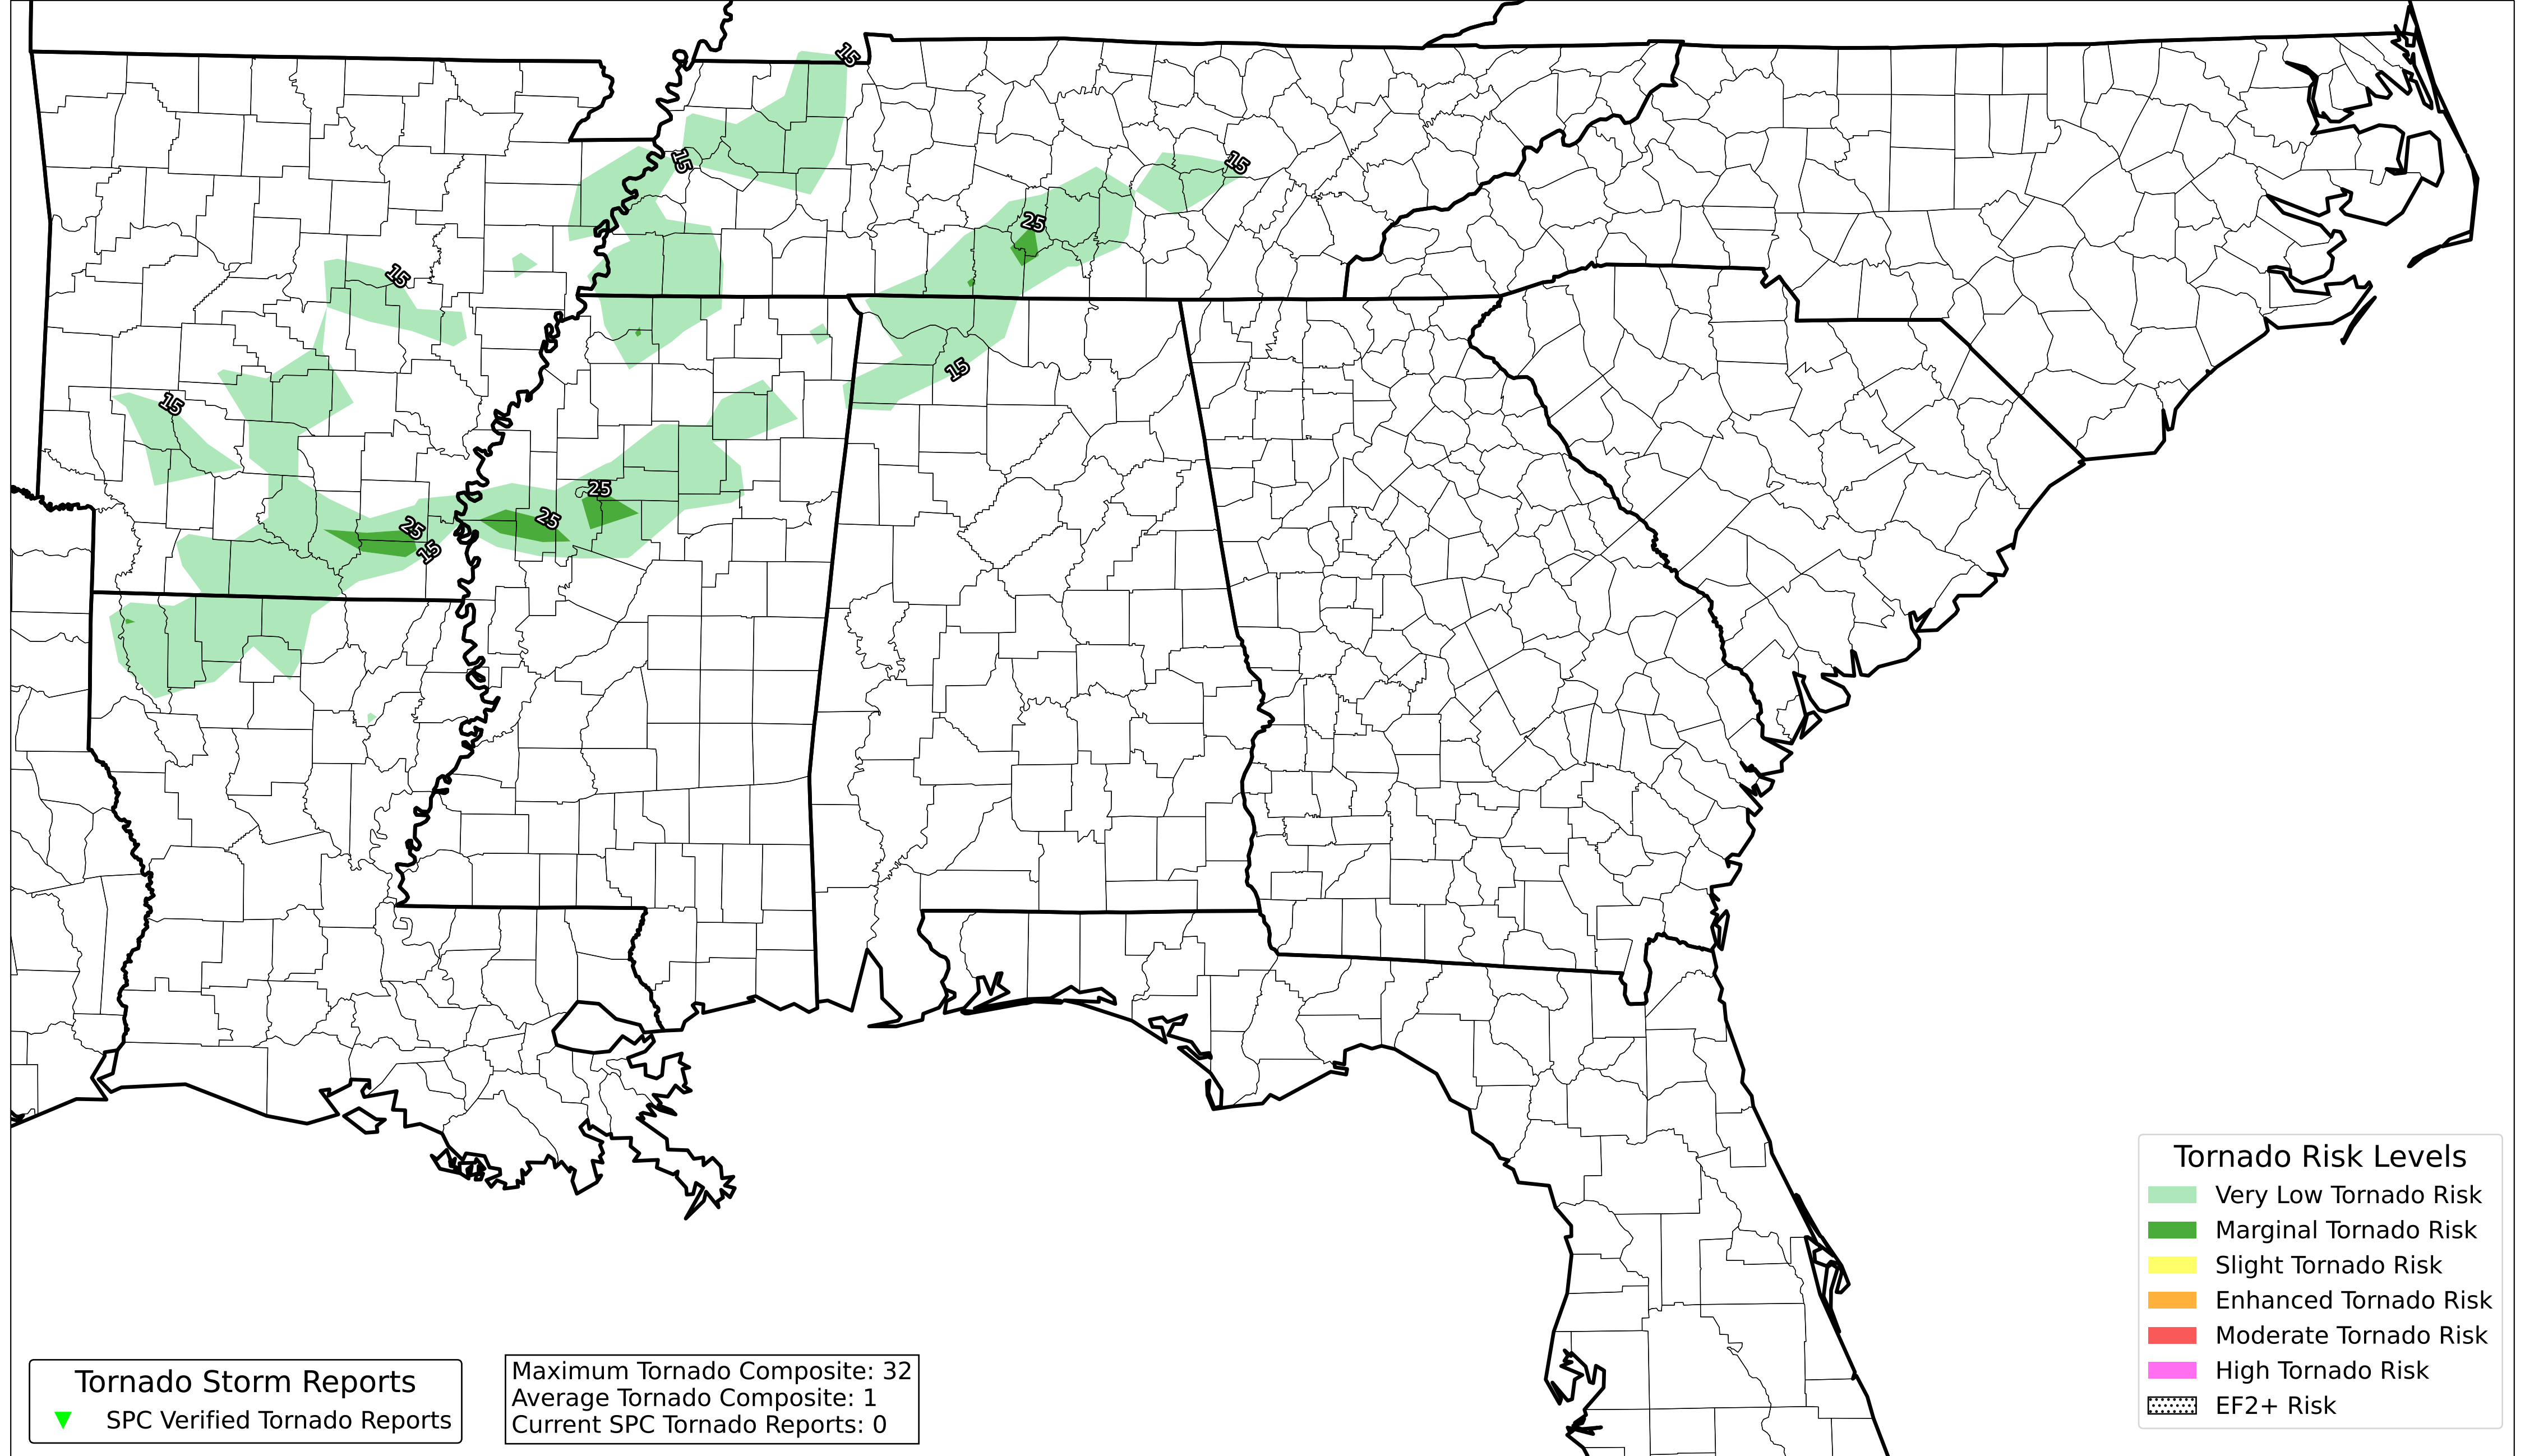 15
15
15
25
15
15
15
25
25
25
15
Tornado Risk Levels
Very Low Tornado Risk
Marginal Tornado Risk
Slight Tornado Risk
Enhanced Tornado Risk
Moderate Tornado Risk
High Tornado Risk
EF2+ Risk
Tornado Storm Reports
SPC Verified Tornado Reports
Maximum Tornado Composite: 32
Average Tornado Composite: 1
Current SPC Tornado Reports: 0